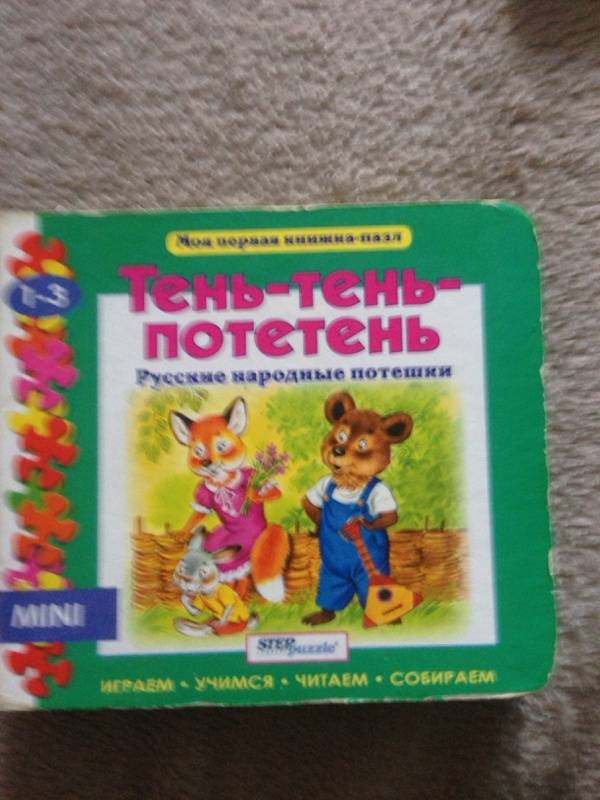 Моя первая книжка-пазл
1-3
Тень-тень-
потетень
Русские народные потешки
MINI
STEP
puzzle®
ИГРАЕМ • УЧИМСЯ • ЧИТАЕМ • СОБИРАЕМ